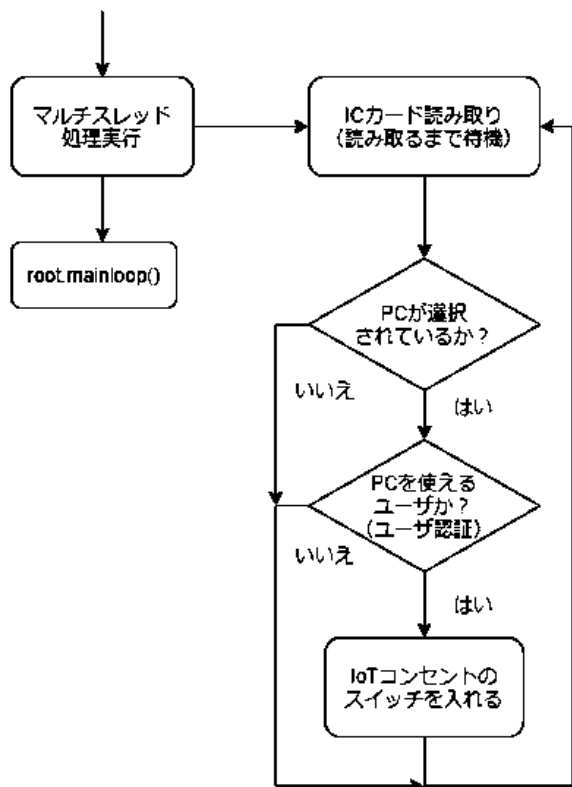 マルチスレッド
処理実行
ICカード読み取り
(読み取るまで待機)
root.mainloop()
PCが選択
されているか？
いいえ
はい
PCを使える
ユーザか？
(ユーザ認証)
いいえ
はい
IoTコンセントの
スイッチを入れる